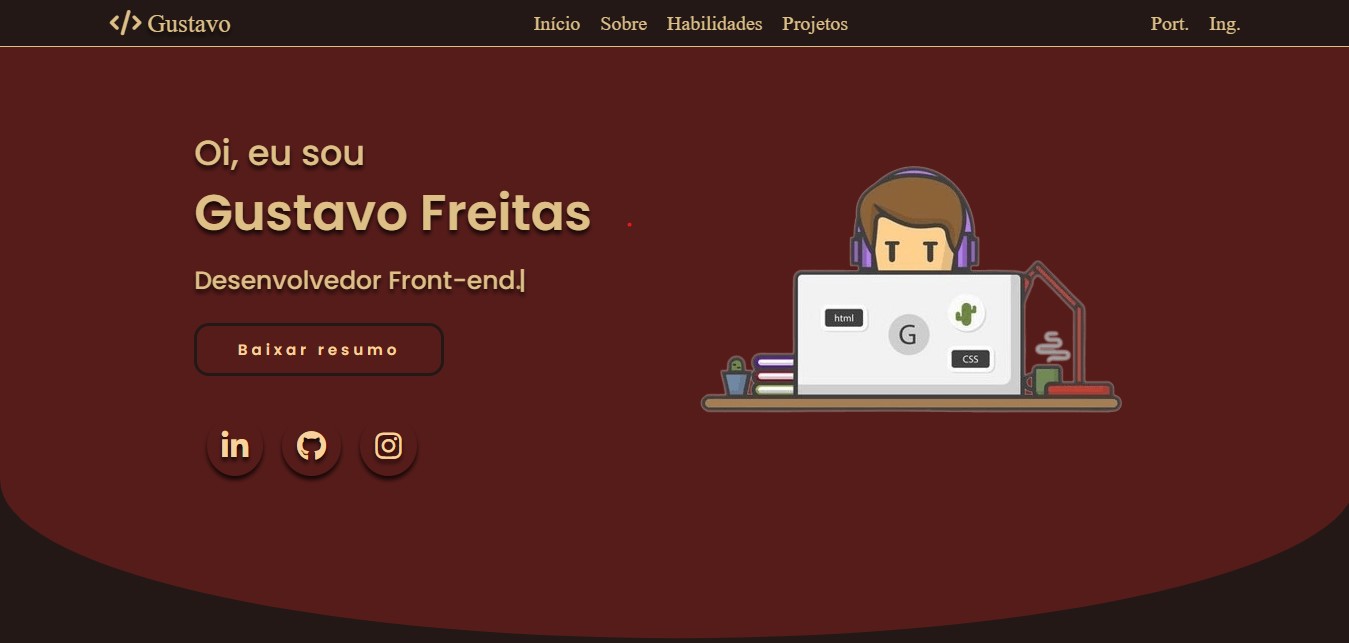 </> Gustavo
Início Sobre Habilidades Projetos
Port. Ing.
Oi, eu sou
Gustavo Freitas
Desenvolvedor Front-end.|
Baixar resumo
in
html
G
CSS